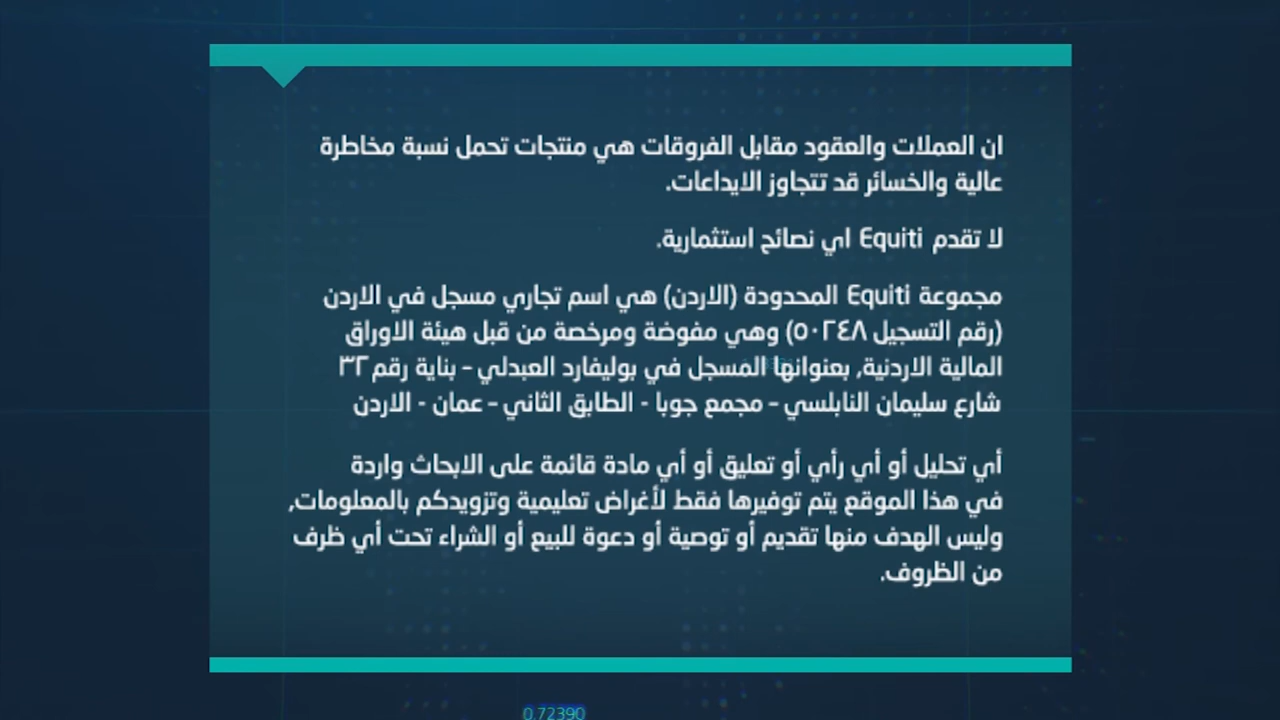 ان العملات والعقود مقابل الفروقات هي منتجات تحمل نسبة مخاطرة
عالية والخسائر قد تتجاوز الايداعات.
لا تقدم Equiti اي نصائح استثمارية.
مجموعة Equiti المحدودة (الاردن) هي اسم تجاري مسجل في الاردن
(رقم التسجيل ٥٠٢٤٨) وهي مفوضة ومرخصة من قبل هيئة الاوراق
المالية الاردنية, بعنوانها المسجل في بوليفارد العبدلي – بناية رقم ٣٢
شارع سليمان النابلسي – مجمع جوبا - الطابق الثاني – عمان - الاردن
أي تحليل أو أي رأي أو تعليق أو أي مادة قائمة على الابحاث واردة
في هذا الموقع يتم توفيرها فقط لأغراض تعليمية وتزويدكم بالمعلومات,
وليس الهدف منها تقديم أو توصية أو دعوة للبيع أو الشراء تحت أي ظرف
من الظروف.
0.72390